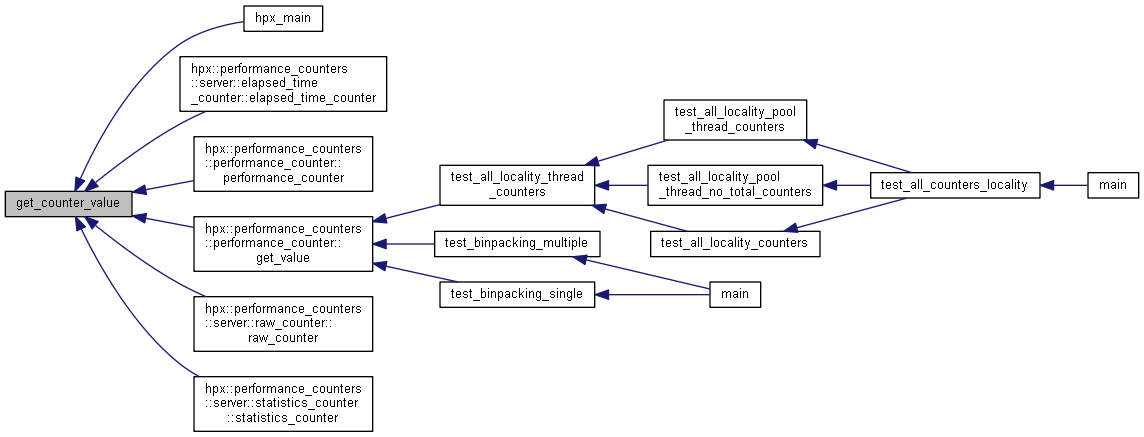 hpx_main
hpx::performance_counters
::server::elapsed_time
_counter::elapsed_time_counter
hpx::performance_counters
::performance_counter::
performance_counter
get_counter_value
hpx::performance_counters
::performance_counter::
get_value
hpx::performance_counters
::server::raw_counter::
raw_counter
hpx::performance_counters
::server::statistics_counter
::statistics_counter
test_all_locality_thread
_counters
test_binpacking_multiple
test_binpacking_single
test_all_locality_pool
_thread_counters
test_all_locality_pool
_thread_no_total_counters
test_all_locality_counters
main
test_all_counters_locality
main